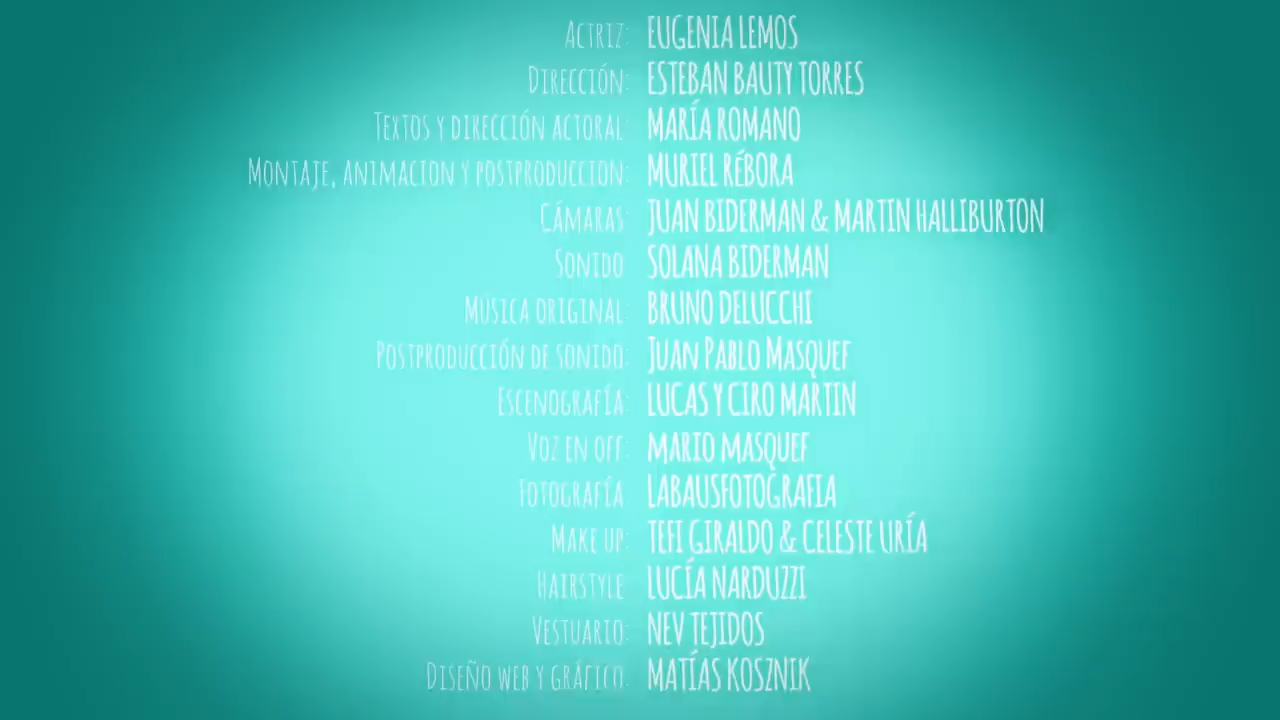 Actriz: EUGENIA LEMOS
Dirección: ESTEBAN BAUTY TORRES
Textos y dirección actoral: MARÍA ROMANO
Montaje, animacion y postproduccion: MURIEL RÉBORA
Cámaras: JUAN BIDERMAN & MARTIN HALLIBURTON
Sonido SOLANA BIDERMAN
Música original: BRUNO DELUCCHI
Postproducción de sonido: Juan Pablo Masquef
Escenografía: LUCAS Y CIRO MARTIN
Voz en off: MARIO MASQUEF
Fotografía LABAUSFOTOGRAFIA
Make up: TEFI GIRALDO & CELESTE URÍA
Hairstyle LUCÍA NARDUZZI
Vestuario: NEV TEJIDOS
Diseño web y gráfico: MATÍAS KOSZNIK